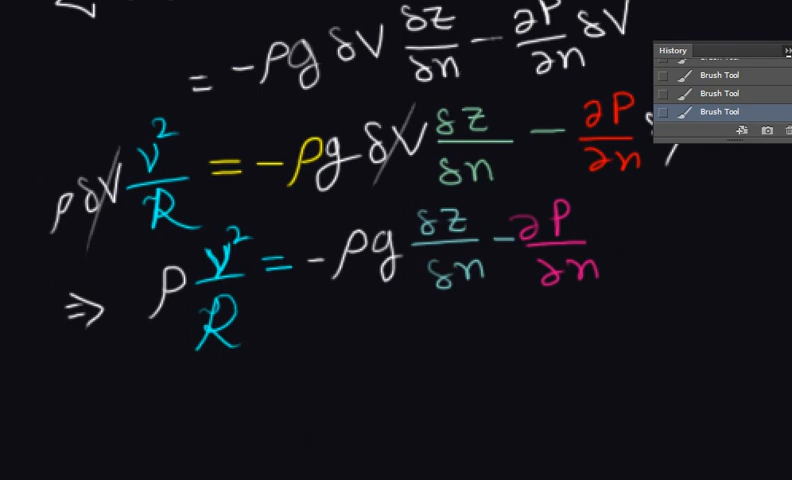 = -ρg δV δz/δn - ∂P/∂n δV
History
Brush Tool
Brush Tool
Brush Tool
ρ δV v²/R = -ρg δV δz/δn - ∂P/∂n
⇒ ρ v²/R = -ρg δz/δn - ∂P/∂n